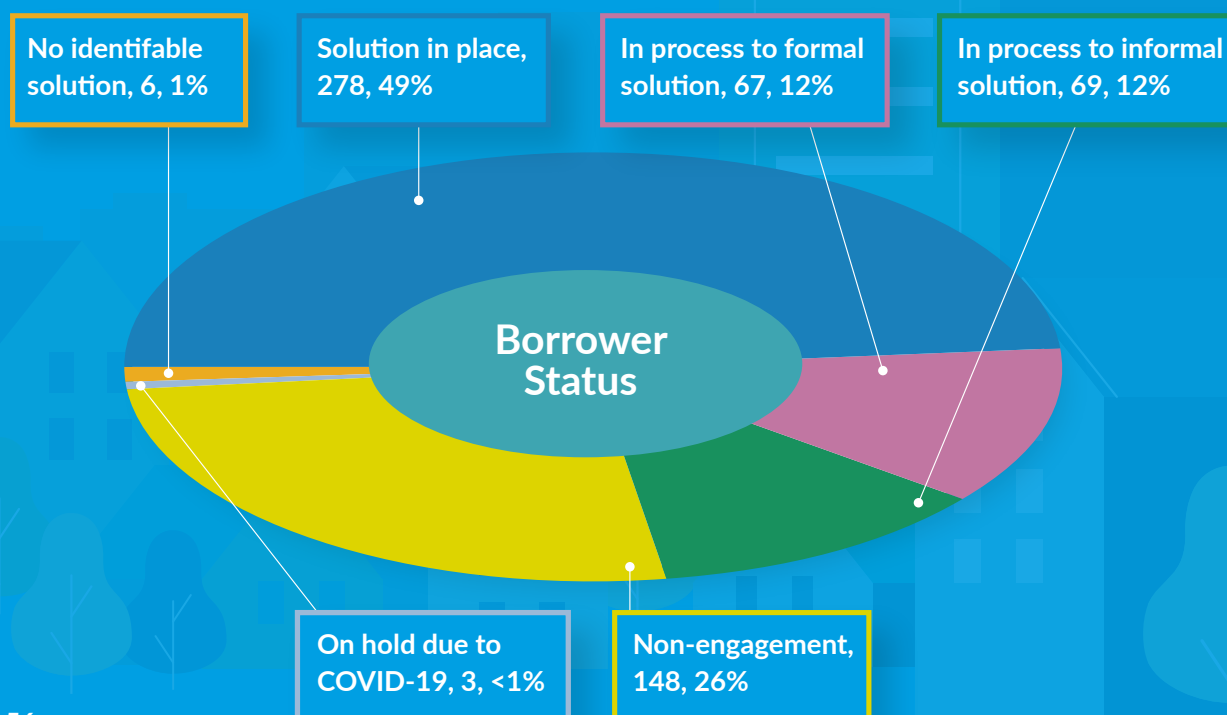 No identifable
solution, 6, 1%
Solution in place,
278, 49%
In process to formal
solution, 67, 12%
In process to informal
solution, 69, 12%
Borrower
Status
On hold due to
COVID-19, 3, <1%
Non-engagement,
148, 26%